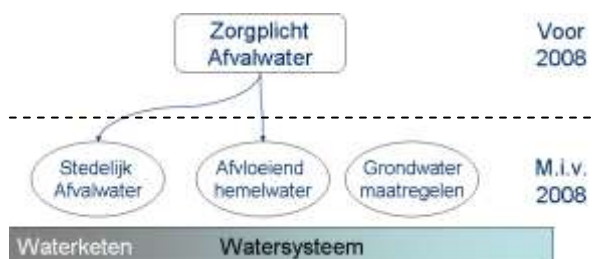 Zorgplicht
Afvalwater
Voor
2008
Stedelijk
Afvalwater
Afvloeiend
hemelwater
Grondwater
maatregelen
M.i.v.
2008
Waterketen Watersysteem